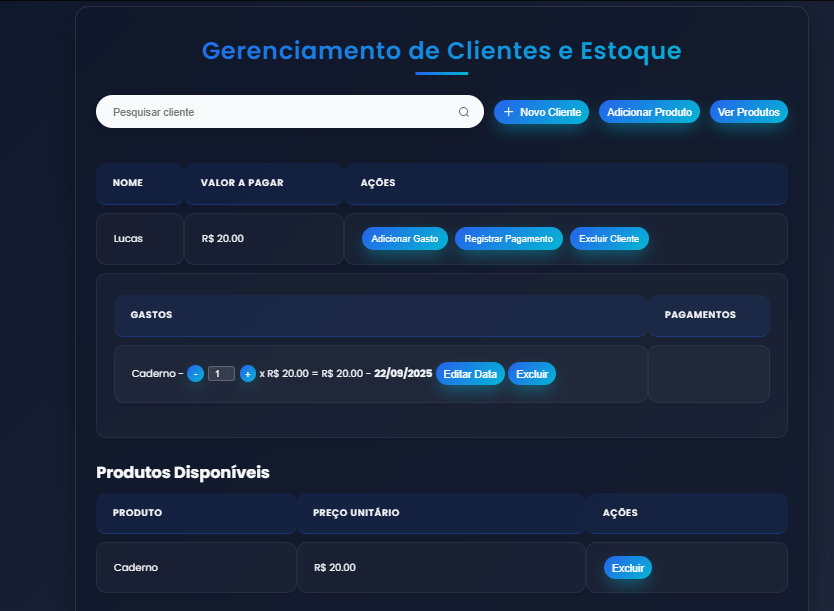 Gerenciamento de Clientes e Estoque
Pesquisar cliente
+ Novo Cliente
Adicionar Produto
Ver Produtos
NOME VALOR A PAGAR AÇÕES
Lucas R$ 20.00 Adicionar Gasto Registrar Pagamento Excluir Cliente
GASTOS PAGAMENTOS
Caderno - - 1 + x R$ 20.00 = R$ 20.00 - 22/09/2025 Editar Data Excluir
Produtos Disponíveis
PRODUTO PREÇO UNITÁRIO AÇÕES
Caderno R$ 20.00 Excluir